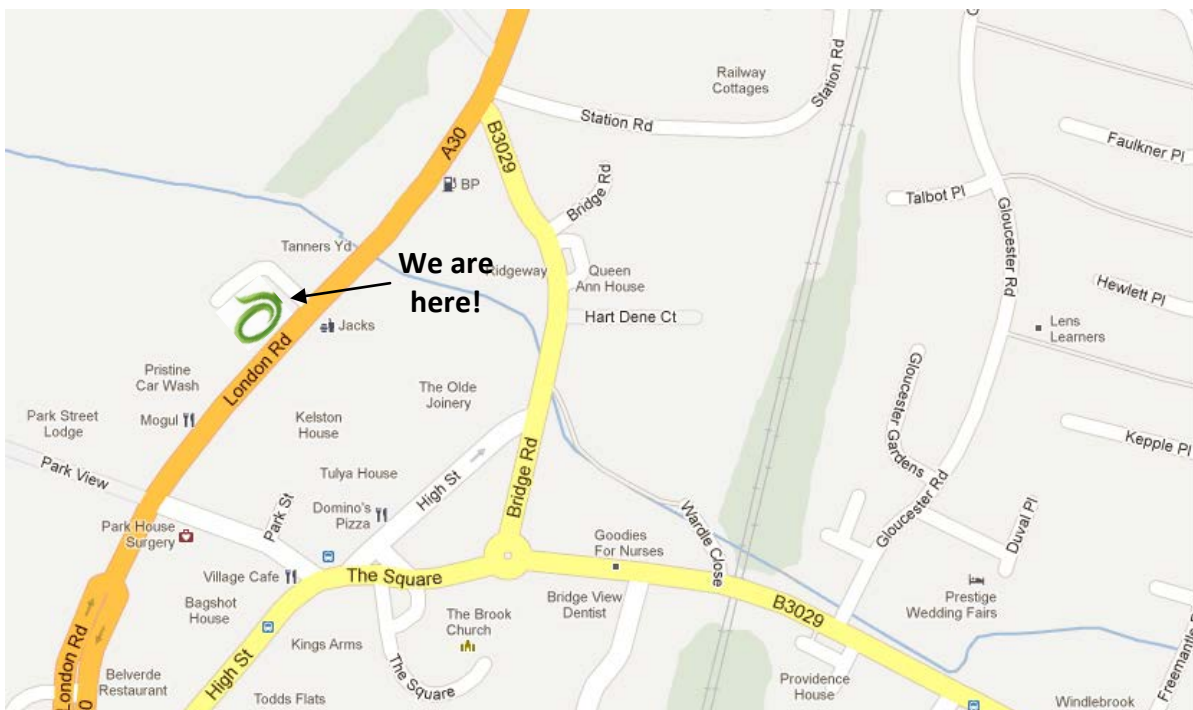 Railway
Cottages
Station Rd
Station Rd
A30
B3029
BP
Bridge Rd
Faulkner Pl
Talbot Pl
Gloucester Rd
Tanners Yd
We are
here!
Ridgeway
Queen
Ann House
Hewlett Pl
Hart Dene Ct
Jacks
Lens
Learners
London Rd
Pristine
Car Wash
The Olde
Joinery
Gloucester
Gardens
Park Street
Lodge
Mogul
Kelston
House
Kepple Pl
Park View
Tulya House
High St
Bridge Rd
Gloucester Rd
Park St
Domino's
Pizza
Wardle Close
Duval Pl
Park House
Surgery
Goodies
For Nurses
Village Cafe
The Square
Bagshot
House
The Brook
Church
Bridge View
Dentist
B3029
Prestige
Wedding Fairs
Kings Arms
London Rd
High St
The Square
Belverde
Restaurant
Todds Flats
Providence
House
Windlebrook